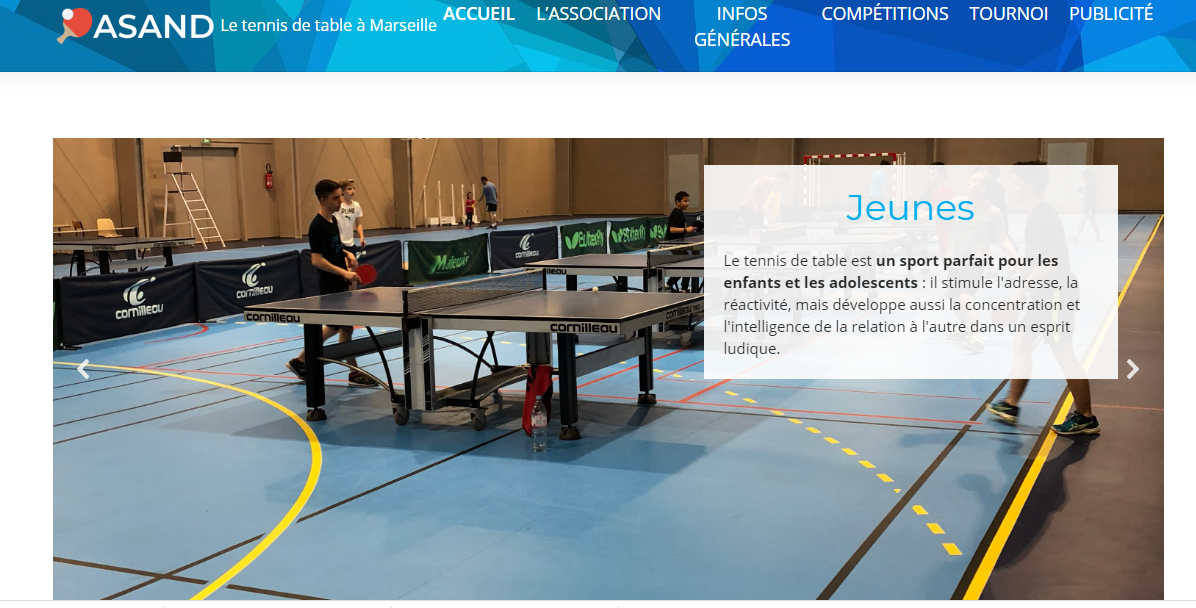 ASAND Le tennis de table à Marseille
ACCUEIL L'ASSOCIATION INFOS GÉNÉRALES COMPÉTITIONS TOURNOI PUBLICITÉ
Jeunes
Le tennis de table est un sport parfait pour les
enfants et les adolescents : il stimule l'adresse, la
réactivité, mais développe aussi la concentration et
l'intelligence de la relation à l'autre dans un esprit
ludique.
PUMA
cornilleau
cornilleau
Butterfly
Butterfly
cornilleau
cornilleau
cornilleau